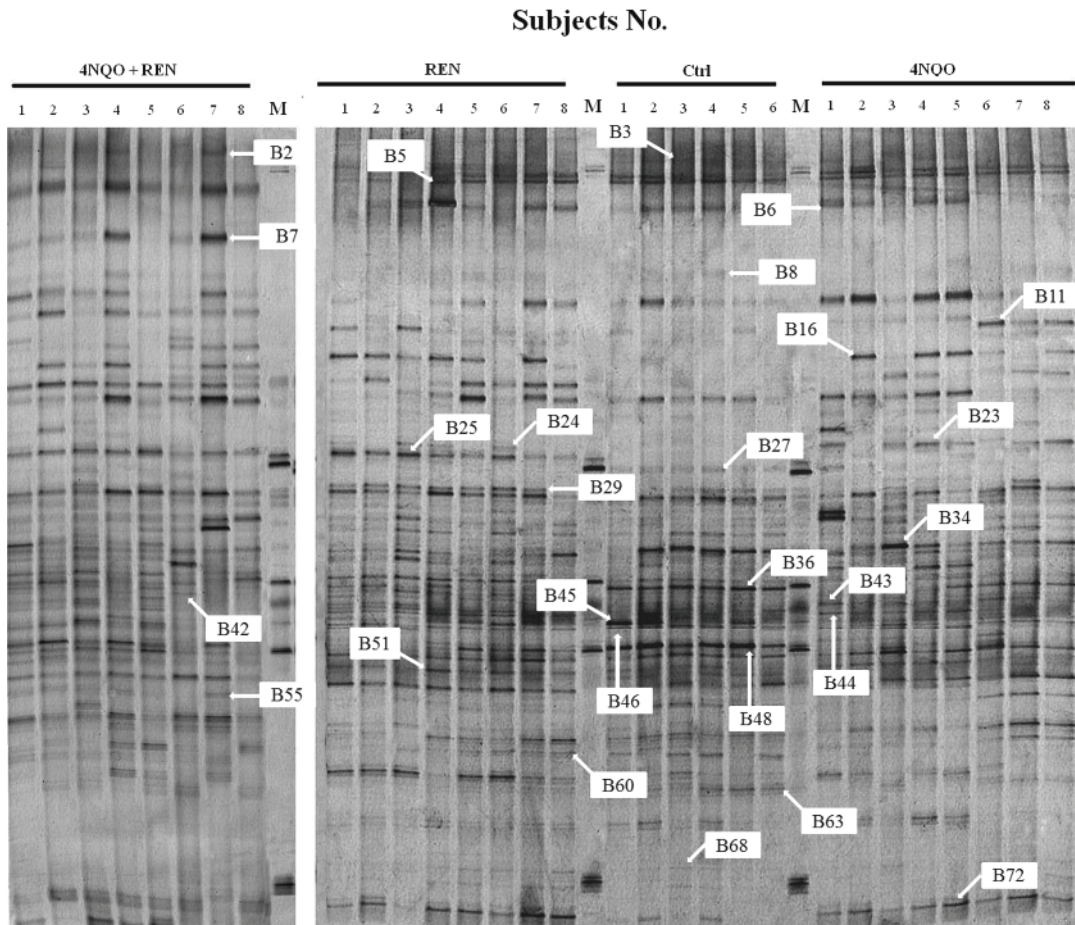 Subjects No.
4NQO + REN REN Ctrl 4NQO
1 2 3 4 5 6 7 8 M 1 2 3 4 5 6 7 8 M 1 2 3 4 5 6 M 1 2 3 4 5 6 7 8
B2
B3
B5
B6
B7
B8
B11
B16
B24
B25
B23
B27
B29
B34
B36
B43
B45
B42
B51
B44
B55
B46
B48
B60
B63
B68
B72